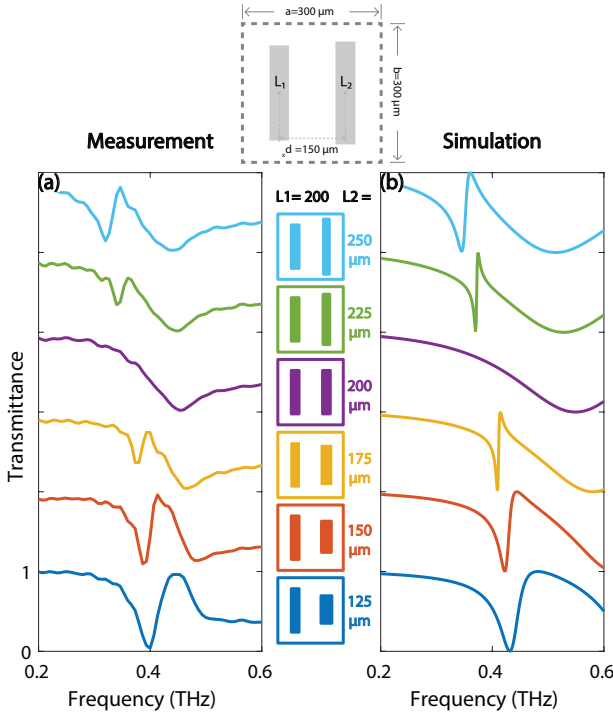 a=300 µm
L1
L2
b=300 µm
x d =150 µm
Measurement
Simulation
(a)
(b)
L1= 200 L2 =
250
µm
225
µm
200
µm
175
µm
150
µm
125
µm
Transmittance
1
0
0.2 0.4 0.6
0.2 0.4 0.6
Frequency (THz)
Frequency (THz)